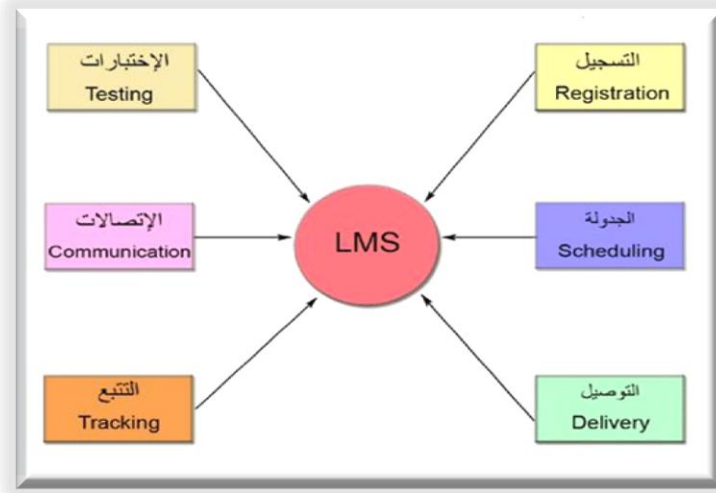 الإختبارات
Testing
التسجيل
Registration
الإتصالات
Communication
LMS
الجدولة
Scheduling
التتبع
Tracking
التوصيل
Delivery